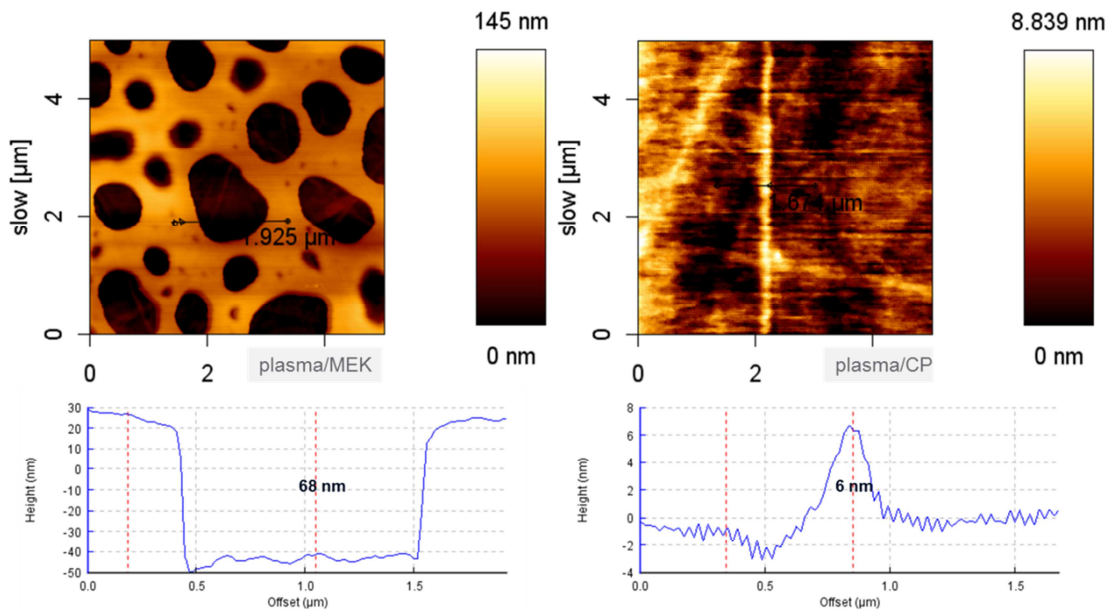 145 nm
8.839 nm
4
2
0
slow [µm]
1.925 µm
0 nm
0
2
plasma/MEK
4
2
0
slow [µm]
1.674 µm
0 nm
0
2
plasma/CP
30
20
10
0
-10
-20
-30
-40
-50
Height (nm)
68 nm
0.0
0.5
1.0
1.5
Offset (µm)
8
6
4
2
0
-2
-4
Height (nm)
6 nm
0.0
0.5
1.0
1.5
Offset (µm)